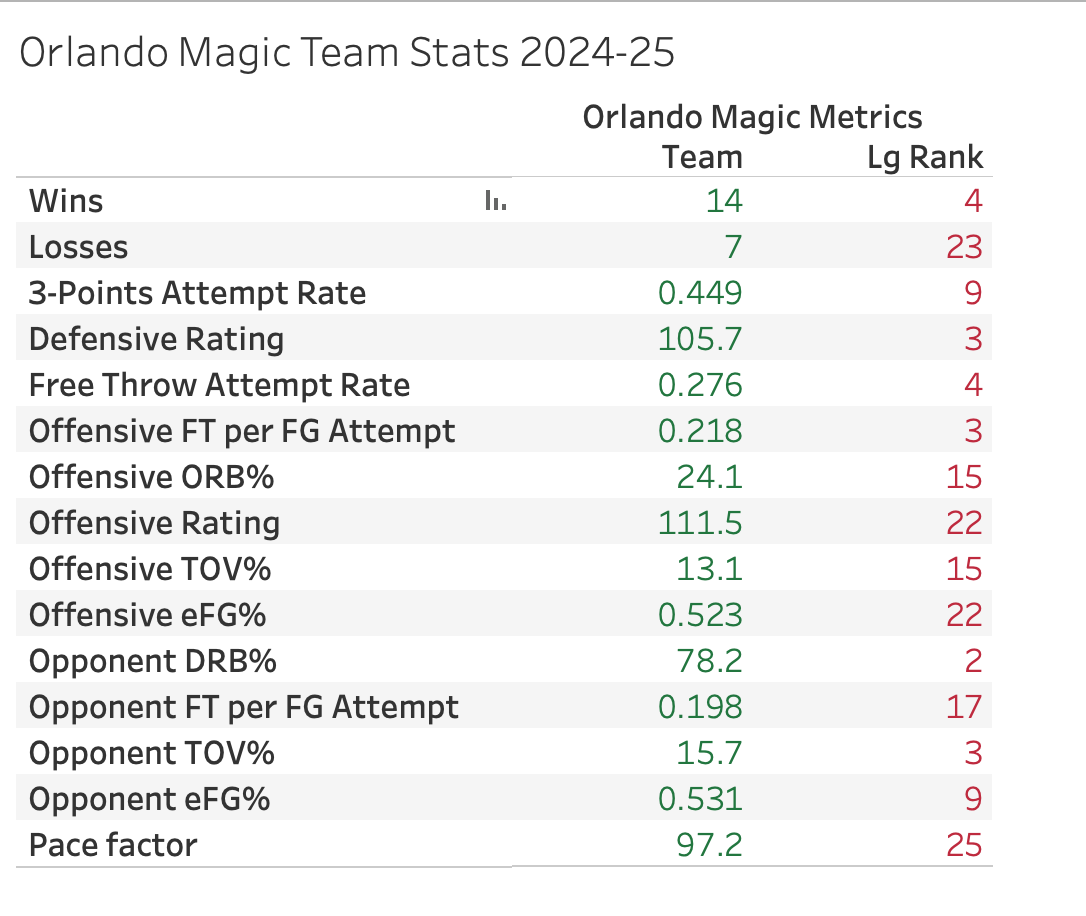 Orlando Magic Team Stats 2024-25
Orlando Magic Metrics
Team Lg Rank
Wins 14 4
Losses 7 23
3-Points Attempt Rate 0.449 9
Defensive Rating 105.7 3
Free Throw Attempt Rate 0.276 4
Offensive FT per FG Attempt 0.218 3
Offensive ORB% 24.1 15
Offensive Rating 111.5 22
Offensive TOV% 13.1 15
Offensive eFG% 0.523 22
Opponent DRB% 78.2 2
Opponent FT per FG Attempt 0.198 17
Opponent TOV% 15.7 3
Opponent eFG% 0.531 9
Pace factor 97.2 25